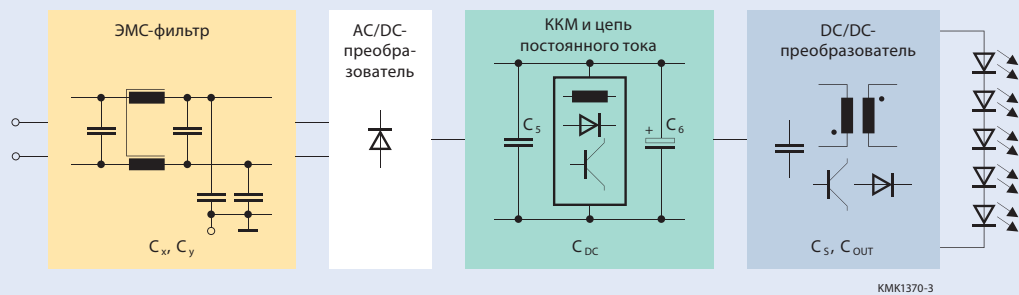 ЭМС-фильтр
Cx, Cy
AC/DC-
преобра-
зователь
ККМ и цепь
постоянного тока
C5
+
C6
CDC
DC/DC-
преобразователь
CS, COUT
KMK1370-3